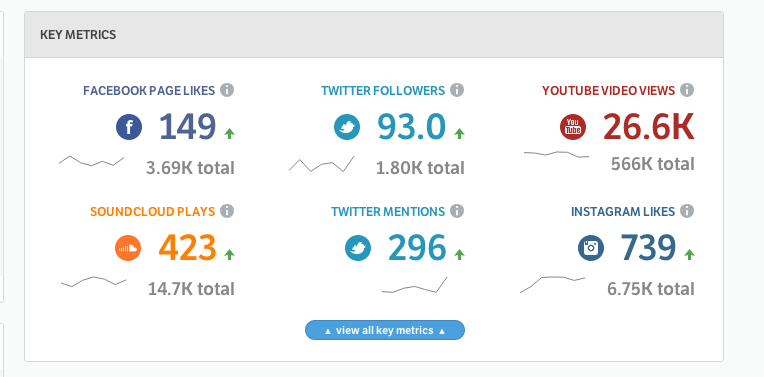 KEY METRICS
FACEBOOK PAGE LIKES i
f 149
3.69K total
TWITTER FOLLOWERS i
93.0
1.80K total
YOUTUBE VIDEO VIEWS i
You Tube 26.6K
566K total
SOUNDCLOUD PLAYS i
423
14.7K total
TWITTER MENTIONS i
296
INSTAGRAM LIKES i
739
6.75K total
▲ view all key metrics ▲